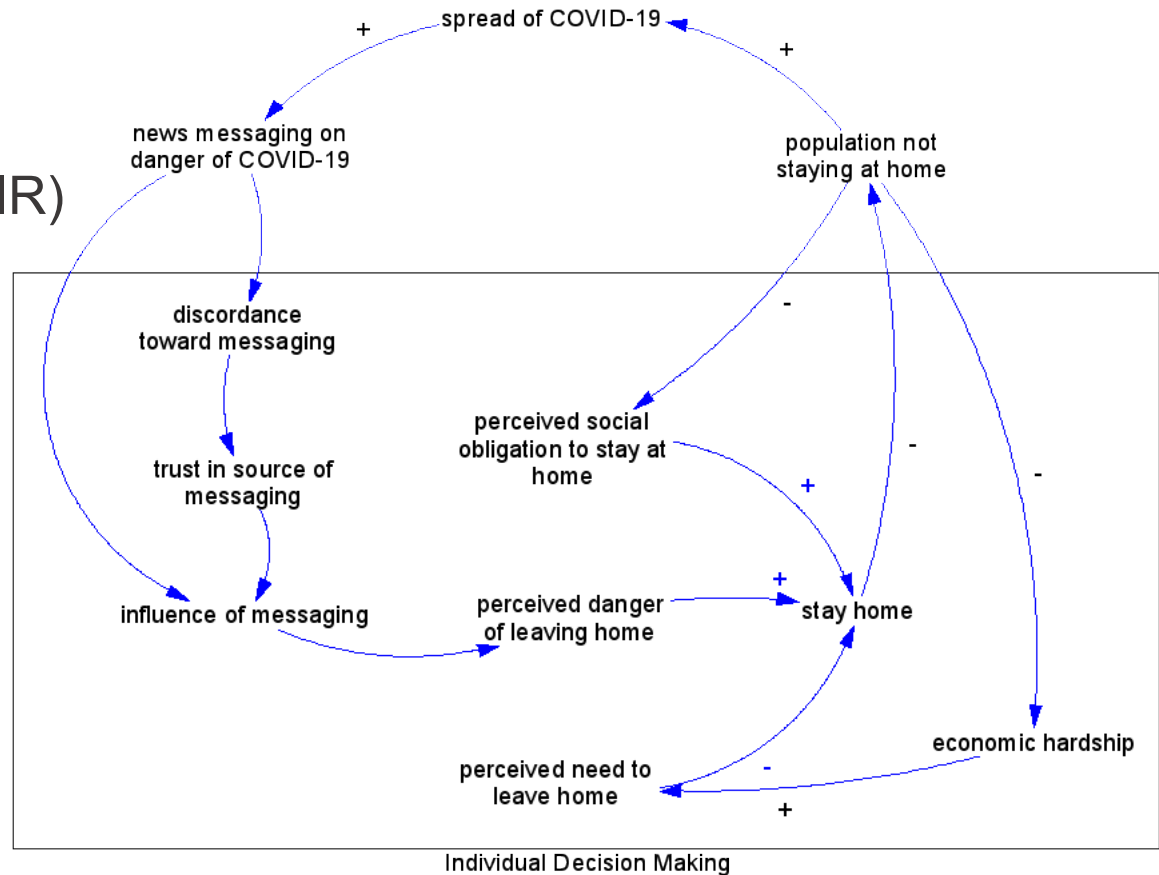 spread of COVID-19
+
+
news messaging on
danger of COVID-19
population not
staying at home
IR)
discordance
toward messaging
-
perceived social
obligation to stay at
home
-
trust in source of
messaging
-
+
+
influence of messaging
perceived danger
of leaving home
stay home
economic hardship
perceived need to
leave home
-
+
Individual Decision Making